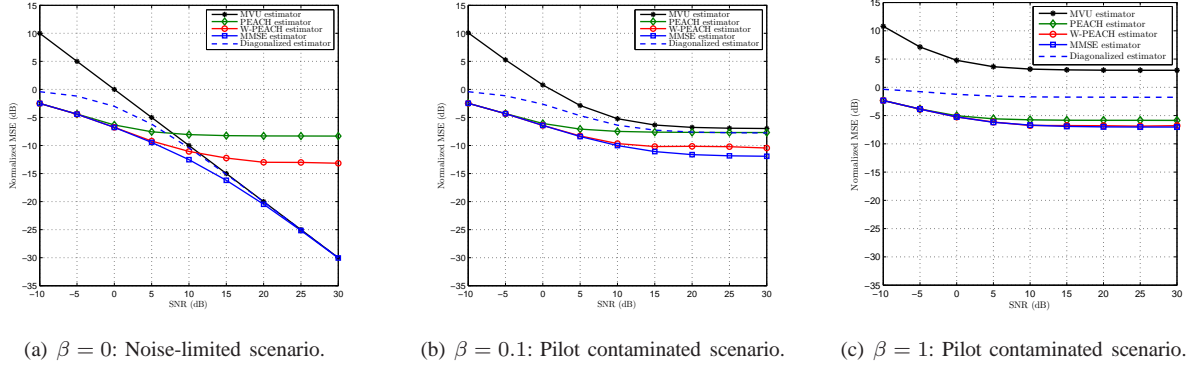 15
10
5
0
−5
−10
−15
−20
−25
−30
−35
−10 −5 0 5 10 15 20 25 30
Normalized MSE (dB)
SNR (dB)
MVU estimator
PEACH estimator
W-PEACH estimator
MMSE estimator
Diagonalized estimator
(a) β = 0: Noise-limited scenario.
15
10
5
0
−5
−10
−15
−20
−25
−30
−35
−10 −5 0 5 10 15 20 25 30
Normalized MSE (dB)
SNR (dB)
MVU estimator
PEACH estimator
W-PEACH estimator
MMSE estimator
Diagonalized estimator
(b) β = 0.1: Pilot contaminated scenario.
15
10
5
0
−5
−10
−15
−20
−25
−30
−35
−10 −5 0 5 10 15 20 25 30
Normalized MSE (dB)
SNR (dB)
MVU estimator
PEACH estimator
W-PEACH estimator
MMSE estimator
Diagonalized estimator
(c) β = 1: Pilot contaminated scenario.